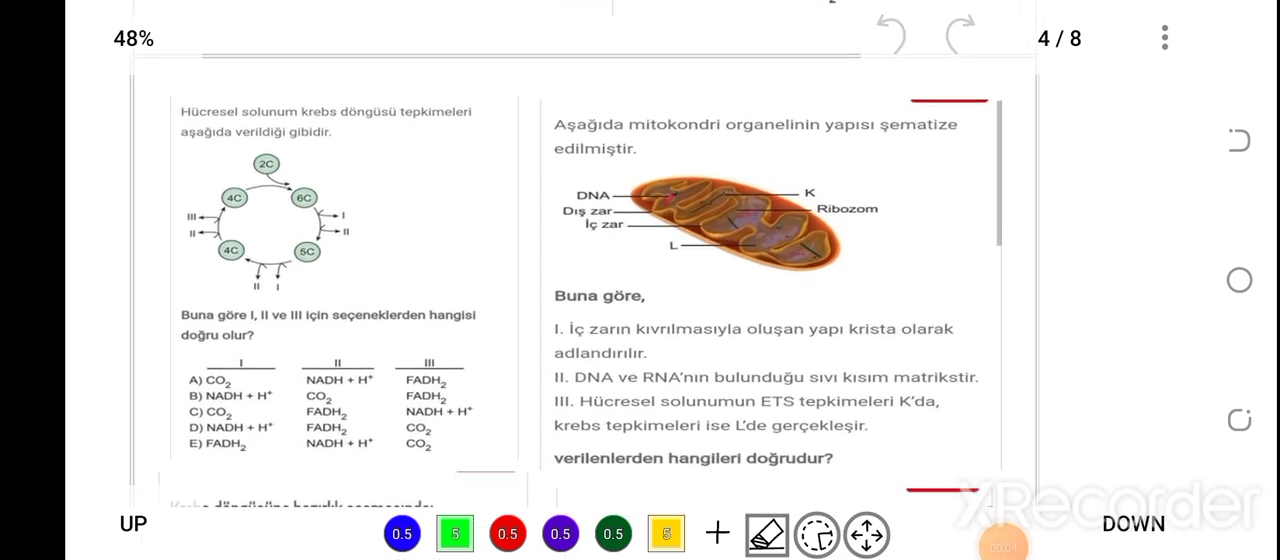 48%
4 / 8
Hücresel solunum krebs döngüsü tepkimeleri
aşağıda verildiği gibidir.
2C
4C
6C
III
I
II
II
4C
5C
II
I
Buna göre I, II ve III için seçeneklerden hangisi
doğru olur?
I II III
A) CO₂ NADH + H⁺ FADH₂
B) NADH + H⁺ CO₂ FADH₂
C) CO₂ FADH₂ NADH + H⁺
D) NADH + H⁺ FADH₂ CO₂
E) FADH₂ NADH + H⁺ CO₂
Aşağıda mitokondri organelinin yapısı şematize
edilmiştir.
DNA
K
Dış zar
Ribozom
İç zar
L
Buna göre,
I. İç zarın kıvrılmasıyla oluşan yapı krista olarak
adlandırılır.
II. DNA ve RNA'nın bulunduğu sıvı kısım matrikstir.
III. Hücresel solunumun ETS tepkimeleri K'da,
krebs tepkimeleri ise L'de gerçekleşir.
verilenlerden hangileri doğrudur?
XRecorder
UP
0.5
5
0.5
0.5
0.5
5
00:04
DOWN